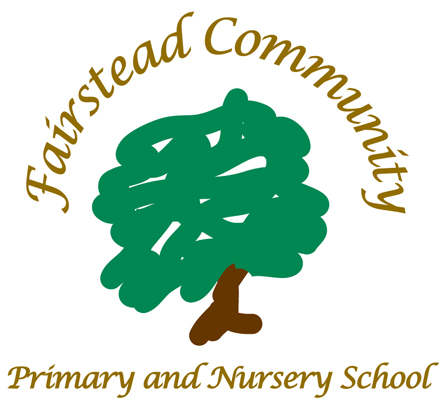 Fairstead Community
Primary and Nursery School